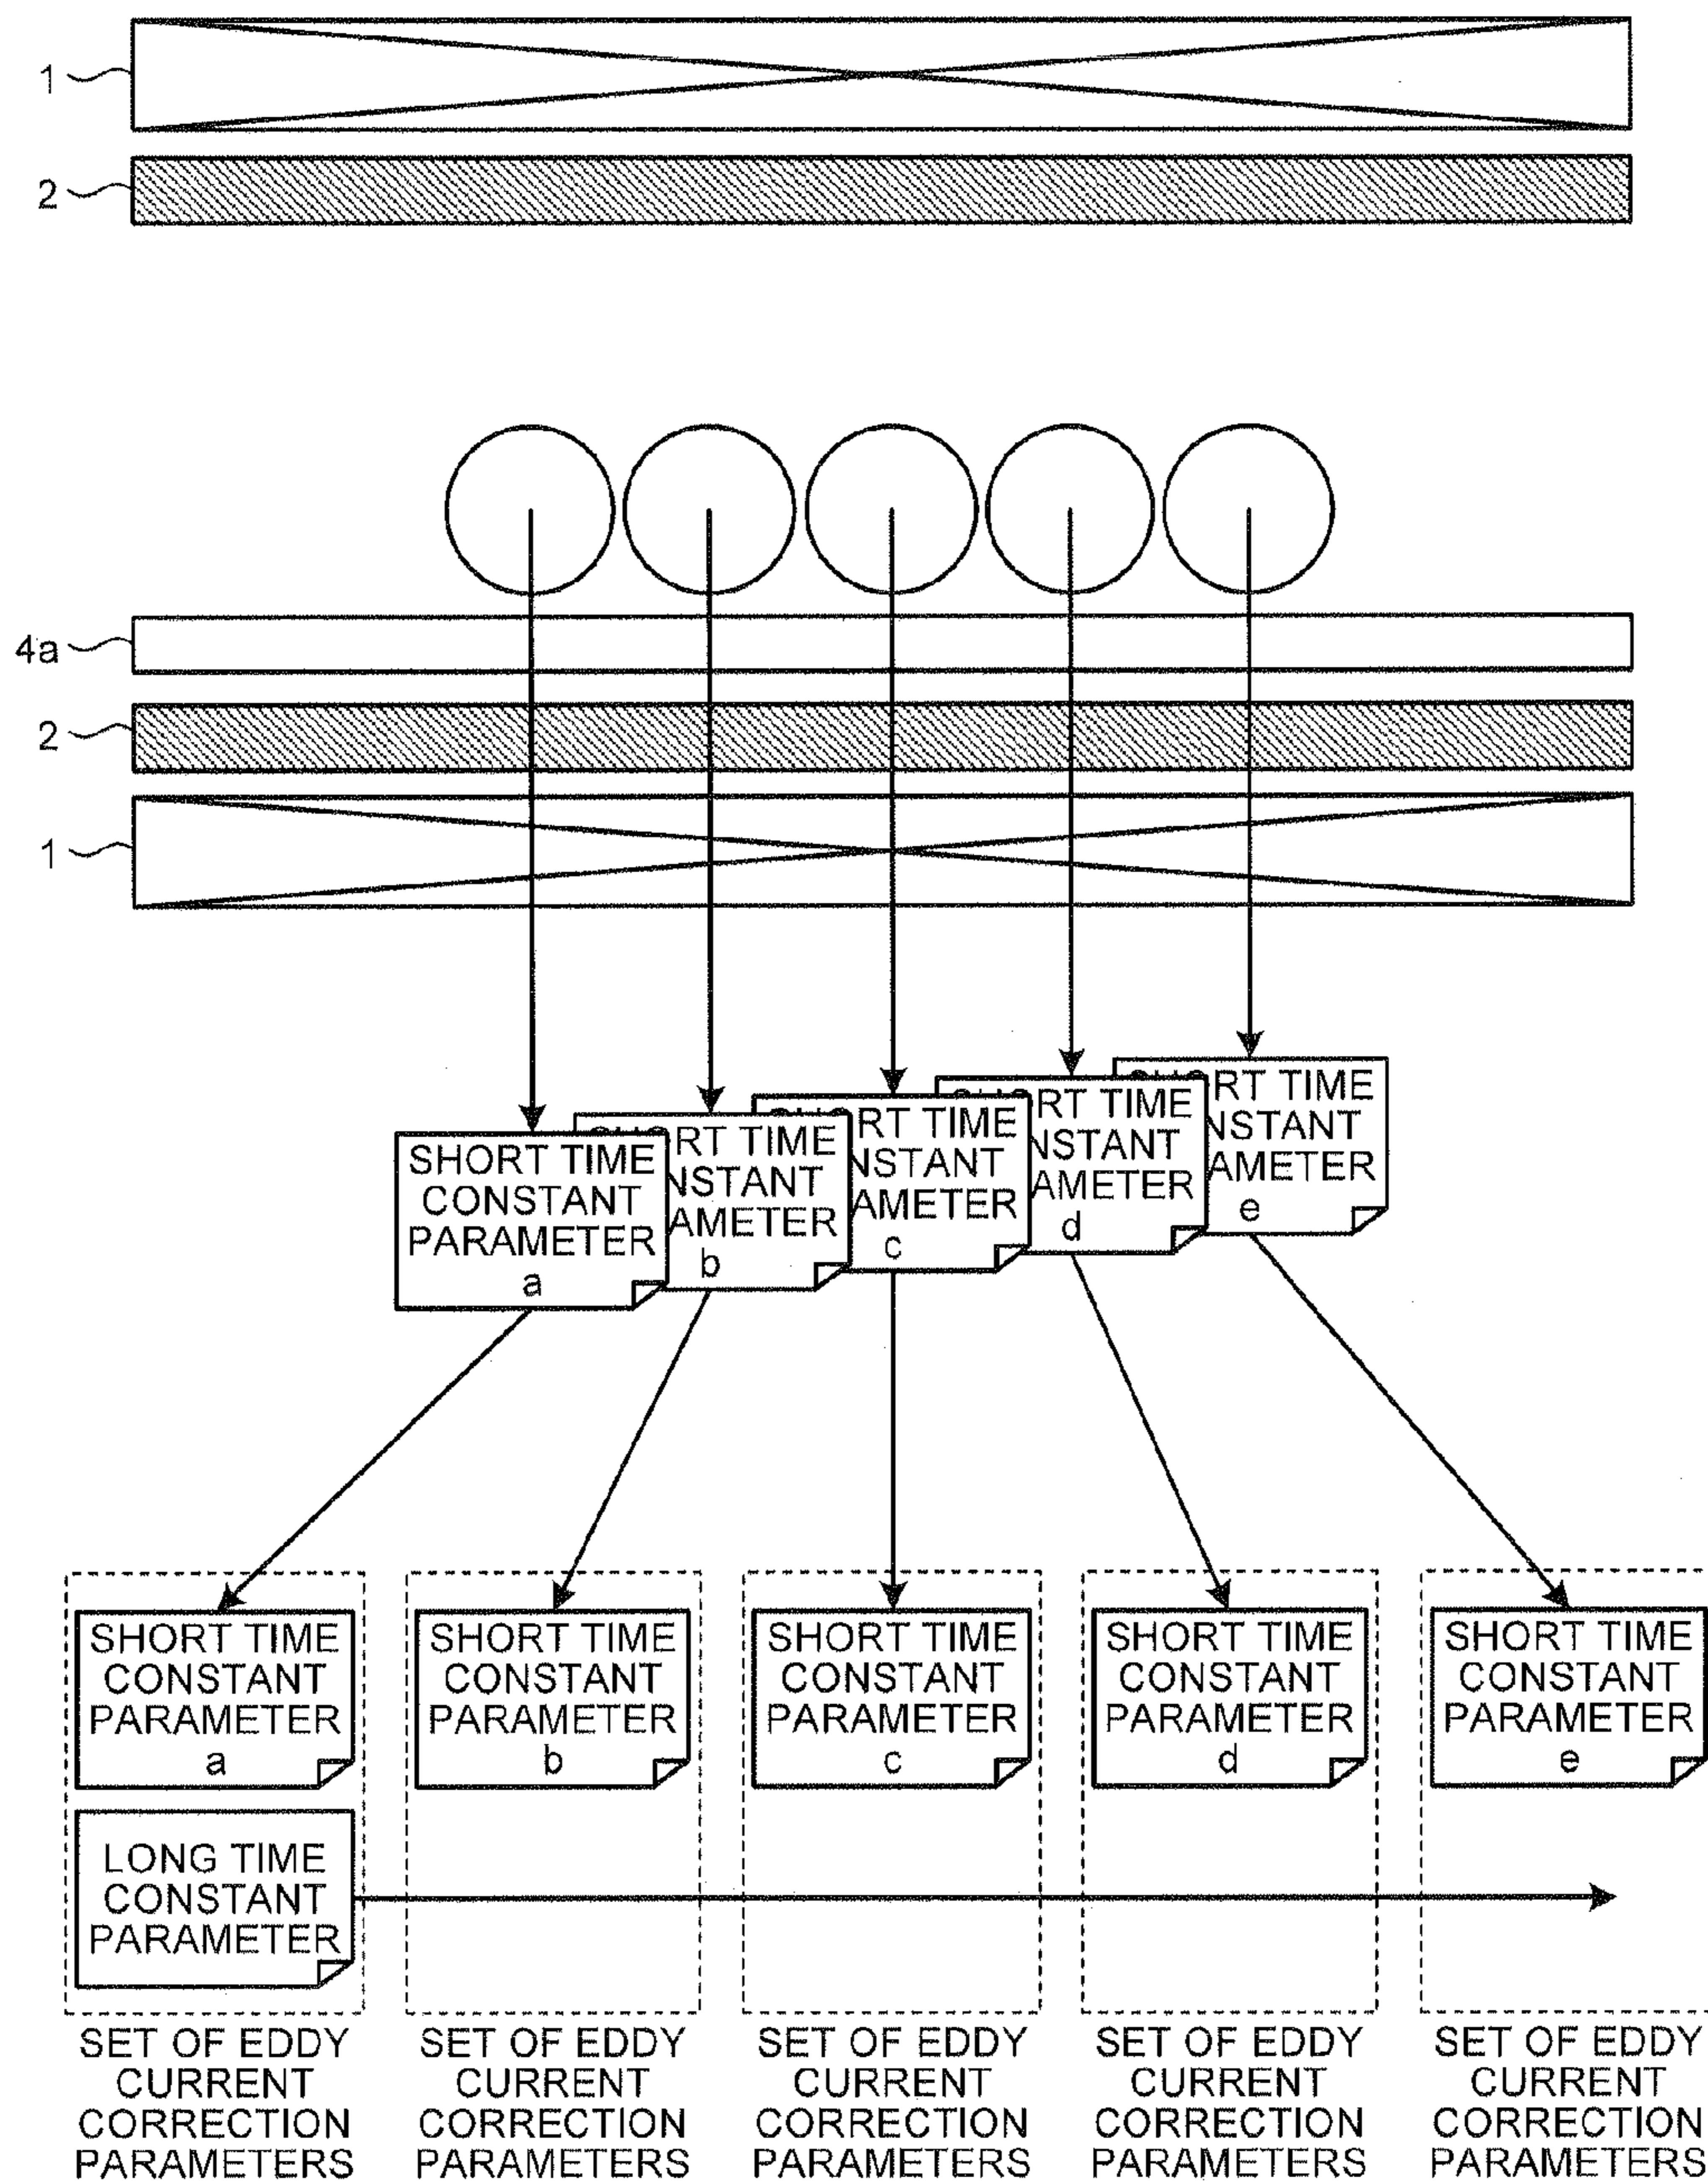 1
2
4a
2
1
SHORT TIME
CONSTANT
PARAMETER
a
RT TIME
NSTANT
AMETER
b
RT TIME
NSTANT
AMETER
c
RT TIME
NSTANT
AMETER
d
RT TIME
NSTANT
AMETER
e
SHORT TIME
CONSTANT
PARAMETER
a
SHORT TIME
CONSTANT
PARAMETER
b
SHORT TIME
CONSTANT
PARAMETER
c
SHORT TIME
CONSTANT
PARAMETER
d
SHORT TIME
CONSTANT
PARAMETER
e
LONG TIME
CONSTANT
PARAMETER
SET OF EDDY
CURRENT
CORRECTION
PARAMETERS
SET OF EDDY
CURRENT
CORRECTION
PARAMETERS
SET OF EDDY
CURRENT
CORRECTION
PARAMETERS
SET OF EDDY
CURRENT
CORRECTION
PARAMETERS
SET OF EDDY
CURRENT
CORRECTION
PARAMETERS